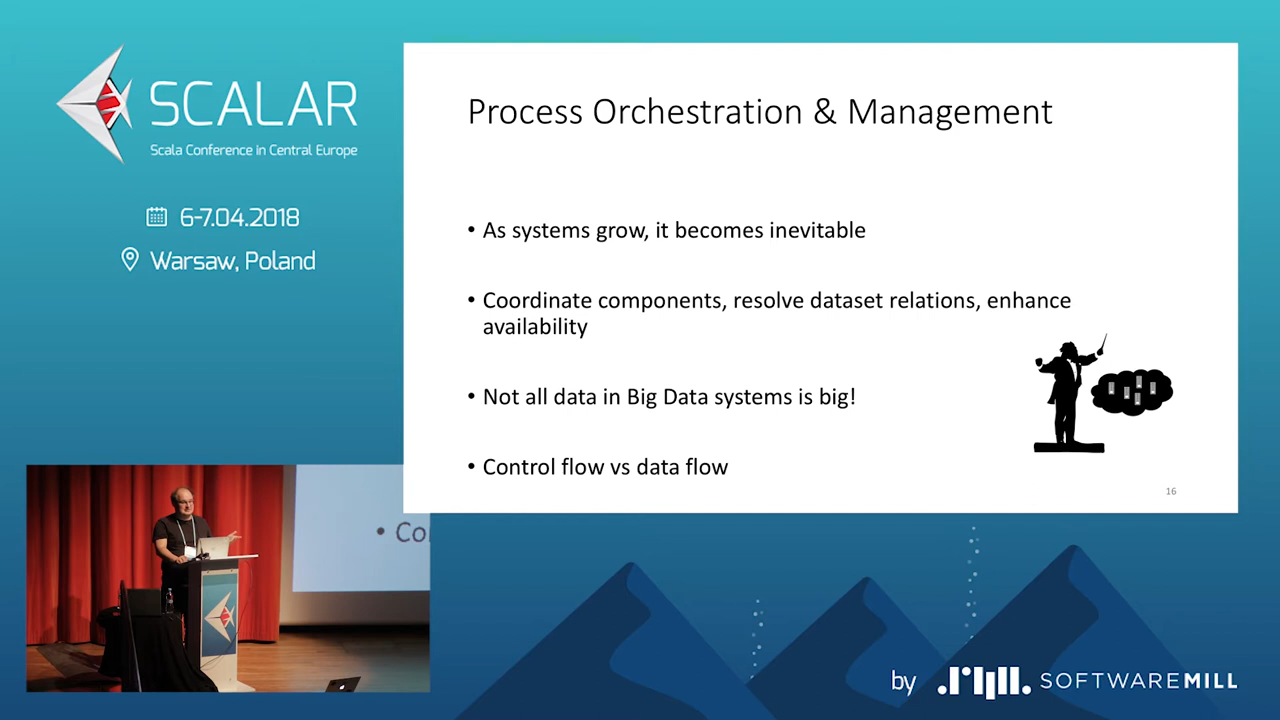 SCALAR
Scala Conference in Central Europe
6-7.04.2018
Warsaw, Poland
Process Orchestration & Management
• As systems grow, it becomes inevitable
• Coordinate components, resolve dataset relations, enhance
availability
• Not all data in Big Data systems is big!
• Control flow vs data flow
16
• Co
by SOFTWAREMILL